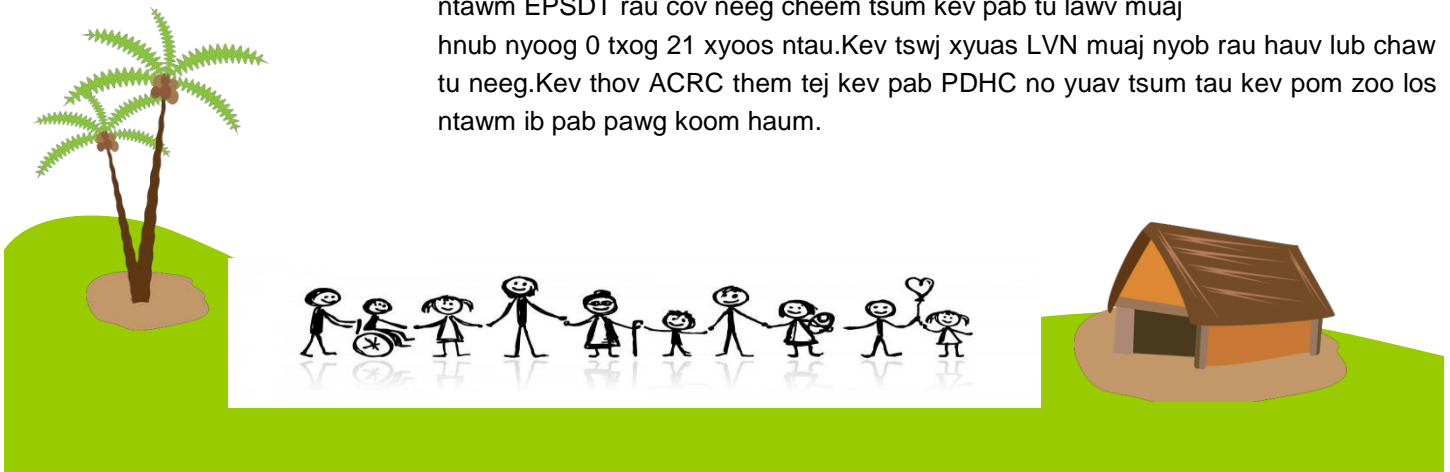 ntawm EPSDT rau cov neeg cheem tsum kev pab tu lawv muaj
hnub nyoog 0 txog 21 xyoos ntau.Kev tswj xyuas LVN muaj nyob rau hauv lub chaw
tu neeg.Kev thov ACRC them tej kev pab PDHC no yuav tsum tau kev pom zoo los
ntawm ib pab pawg koom haum.